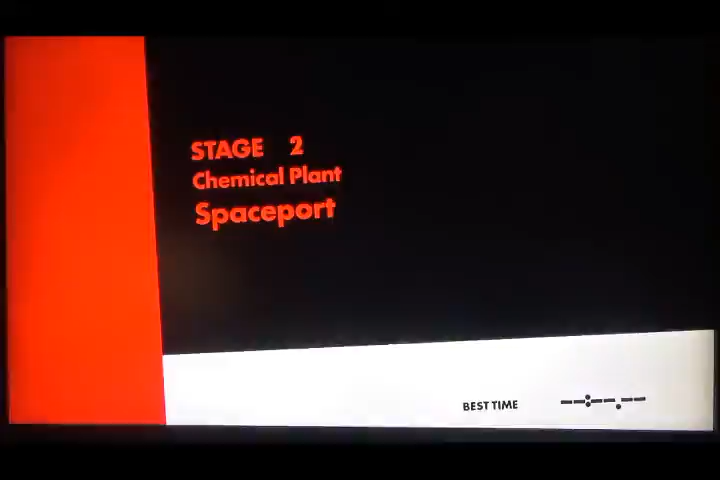 STAGE 2
Chemical Plant
Spaceport
BEST TIME --:--.--